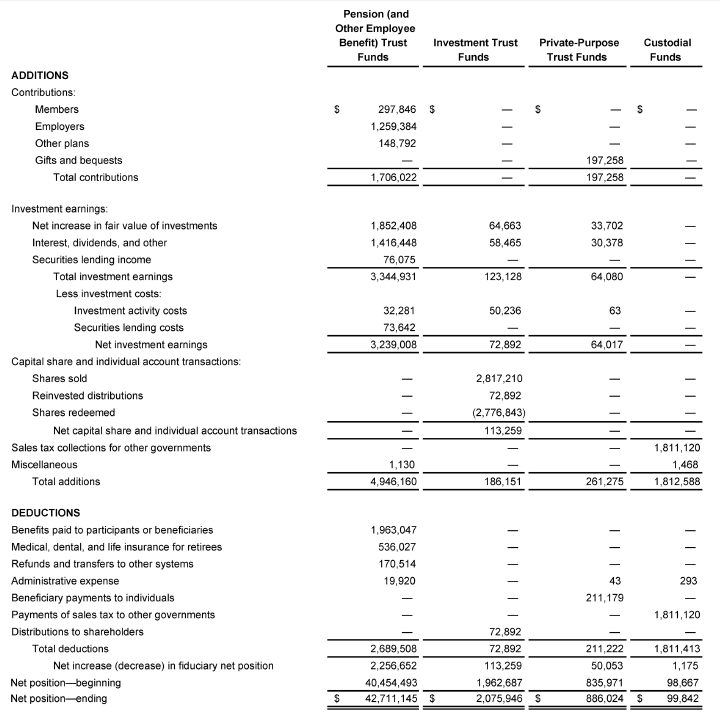 Pension (and
Other Employee
Benefit) Trust Investment Trust Private-Purpose Custodial
Funds Funds Trust Funds Funds
ADDITIONS
Contributions:
Members $ 297,846 $ — $ — $ —
Employers 1,259,384 — — —
Other plans 148,792 — — —
Gifts and bequests — — 197,258 —
Total contributions 1,706,022 — 197,258 —
Investment earnings:
Net increase in fair value of investments 1,852,408 64,663 33,702 —
Interest, dividends, and other 1,416,448 58,465 30,378 —
Securities lending income 76,075 — — —
Total investment earnings 3,344,931 123,128 64,080 —
Less investment costs:
Investment activity costs 32,281 50,236 63 —
Securities lending costs 73,642 — — —
Net investment earnings 3,239,008 72,892 64,017 —
Capital share and individual account transactions:
Shares sold — 2,817,210 — —
Reinvested distributions — 72,892 — —
Shares redeemed — (2,776,843) — —
Net capital share and individual account transactions — 113,259 — —
Sales tax collections for other governments — — — 1,811,120
Miscellaneous 1,130 — — 1,468
Total additions 4,946,160 186,151 261,275 1,812,588
DEDUCTIONS
Benefits paid to participants or beneficiaries 1,963,047 — — —
Medical, dental, and life insurance for retirees 536,027 — — —
Refunds and transfers to other systems 170,514 — — —
Administrative expense 19,920 — 43 293
Beneficiary payments to individuals — — 211,179 —
Payments of sales tax to other governments — — — 1,811,120
Distributions to shareholders — 72,892 — —
Total deductions 2,689,508 72,892 211,222 1,811,413
Net increase (decrease) in fiduciary net position 2,256,652 113,259 50,053 1,175
Net position—beginning 40,454,493 1,962,687 835,971 98,667
Net position—ending $ 42,711,145 $ 2,075,946 $ 886,024 $ 99,842